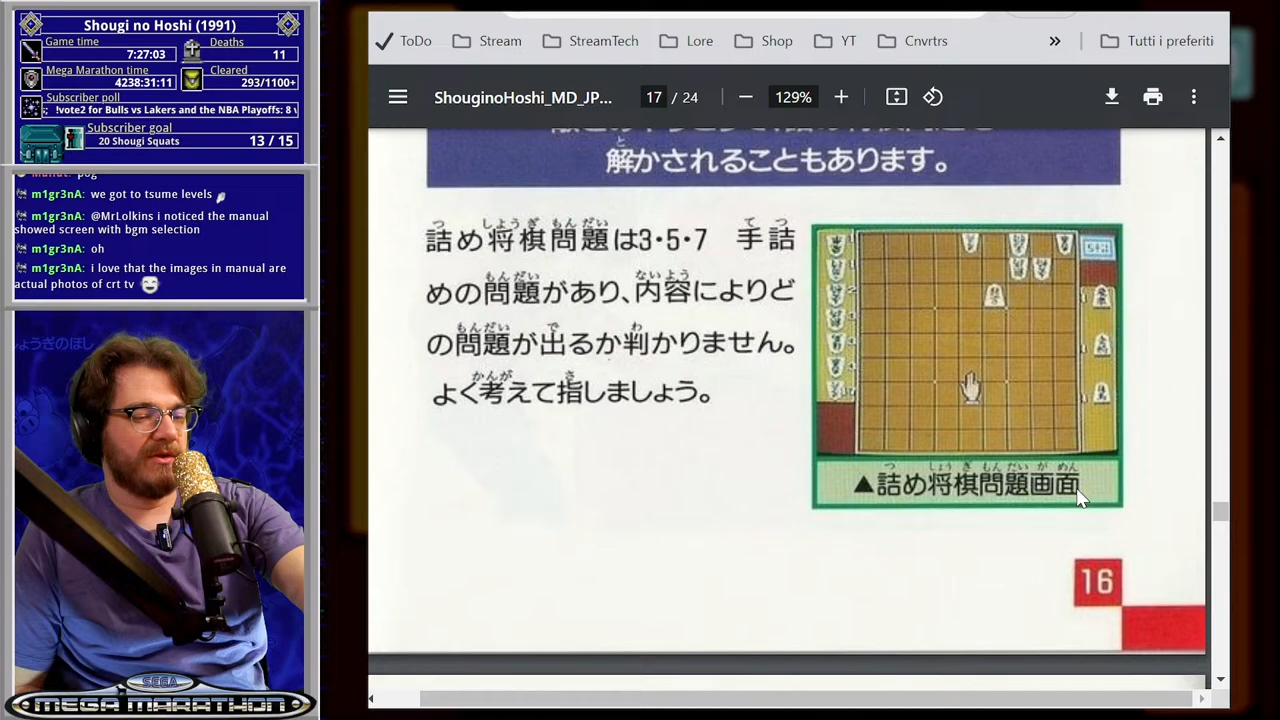 Shougi no Hoshi (1991)
Game time
7:27:03
Deaths
11
Mega Marathon time
4238:31:11
Cleared
293/1100+
Subscriber poll
!vote2 for Bulls vs Lakers and the NBA Playoffs: 8
Subscriber goal
20 Shougi Squats
13 / 15
pog
m1gr3nA: we got to tsume levels
m1gr3nA: @MrLolkins i noticed the manual
showed screen with bgm selection
m1gr3nA: oh
m1gr3nA: i love that the images in manual are
actual photos of crt tv
SEGA
MEGA MARATHON
ToDo
Stream
StreamTech
Lore
Shop
YT
Cnvrtrs
Tutti i preferiti
ShouginoHoshi_MD_JP...
17 / 24
129%
解かされることもあります。
詰め将棋問題は3・5・7 手詰
めの問題があり、内容によりど
の問題が出るか判かりません。
よく考えて指しましょう。
▲詰め将棋問題画面
16